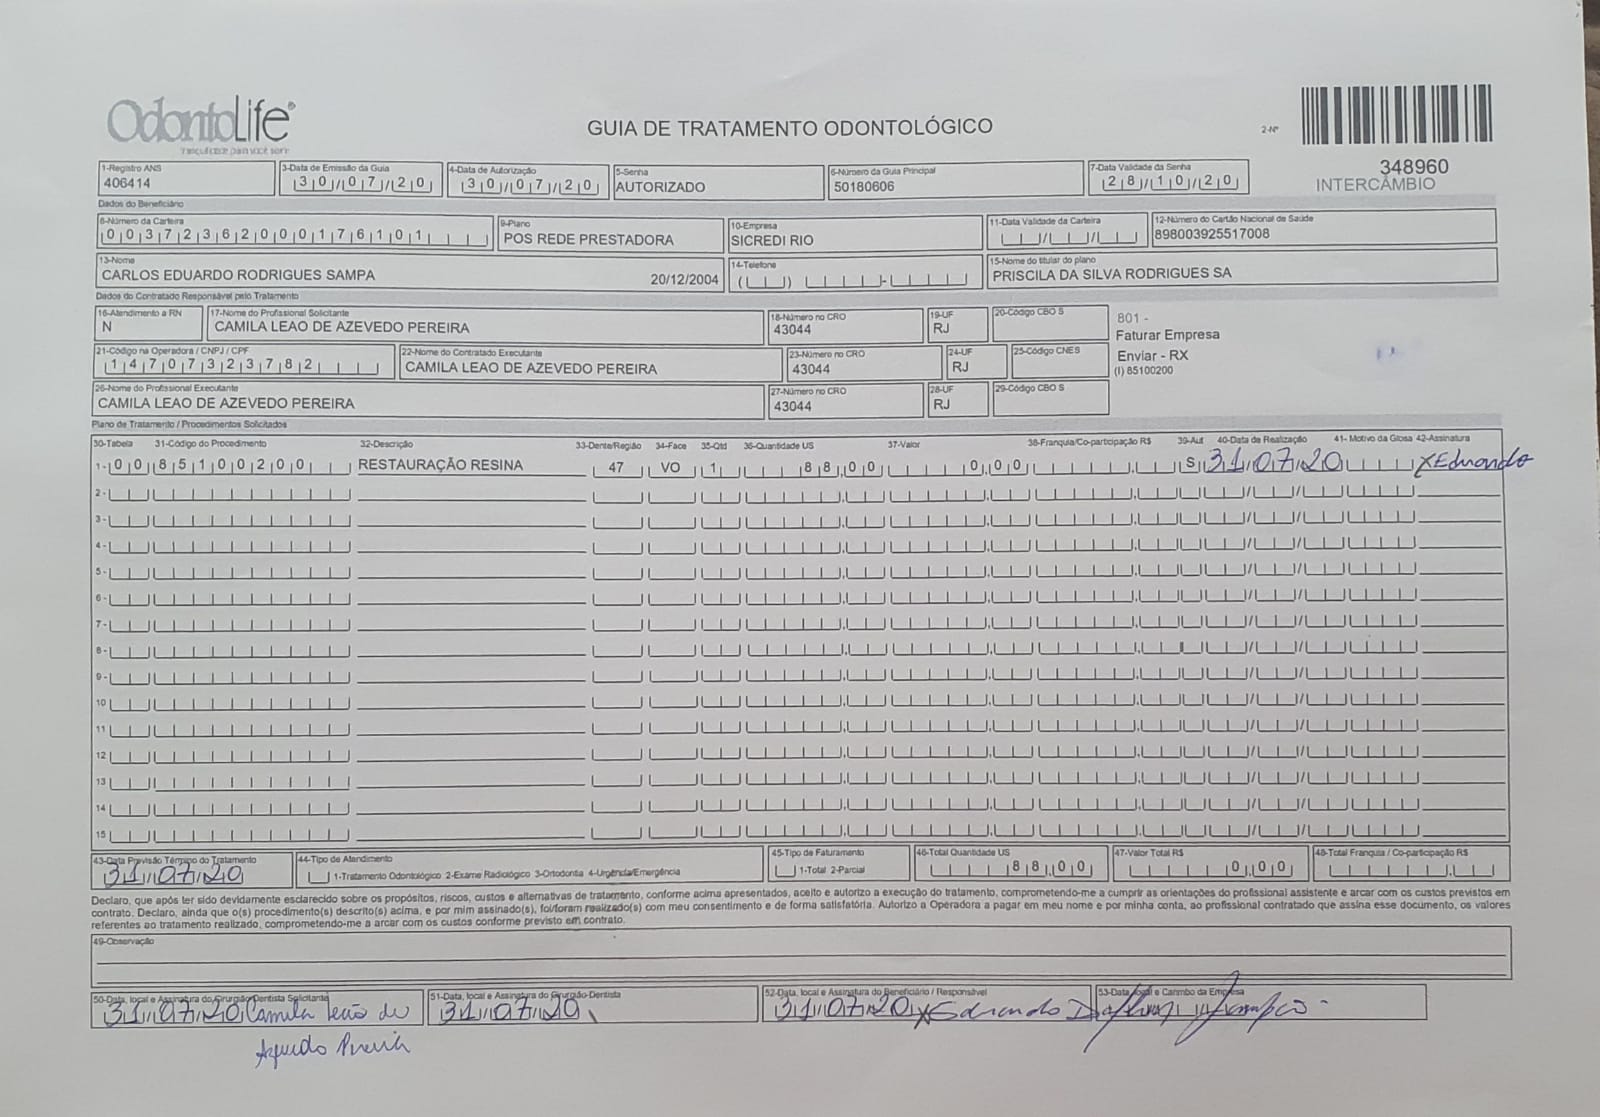 OdontoLife®
GUIA DE TRATAMENTO ODONTOLÓGICO
2-Nº
348960
INTERCÂMBIO
1-Registro ANS
406414
3-Data de Emissão da Guia
30/07/20
4-Data de Autorização
30/07/20
5-Senha
AUTORIZADO
6-Número da Guia Principal
50180606
7-Data Validade da Senha
28/10/20
Dados do Beneficiário
8-Número da Carteira
00372362000176101
9-Plano
POS REDE PRESTADORA
10-Empresa
SICREDI RIO
11-Data Validade da Carteira
12-Número do Cartão Nacional de Saúde
898003925517008
13-Nome
CARLOS EDUARDO RODRIGUES SAMPA 20/12/2004
14-Telefone
15-Nome do titular do plano
PRISCILA DA SILVA RODRIGUES SA
Dados do Contratado Responsável pelo Tratamento
16-Atendimento a RN
N
17-Nome do Profissional Solicitante
CAMILA LEAO DE AZEVEDO PEREIRA
18-Número no CRO
43044
19-UF
RJ
20-Código CBO S
801 -
Faturar Empresa
Enviar - RX
(I) 85100200
21-Código na Operadora / CNPJ / CPF
14707323782
22-Nome do Contratado Executante
CAMILA LEAO DE AZEVEDO PEREIRA
23-Número no CRO
43044
24-UF
RJ
25-Código CNES
26-Nome do Profissional Executante
CAMILA LEAO DE AZEVEDO PEREIRA
27-Número no CRO
43044
28-UF
RJ
29-Código CBO S
Plano de Tratamento / Procedimentos Solicitados
30-Tabela 31-Código do Procedimento 32-Descrição 33-Dente/Região 34-Face 35-Qtd 36-Quantidade US 37-Valor 38-Franquia/Co-participação R$ 39-Aut 40-Data de Realização 41- Motivo da Glosa 42-Assinatura
1- 00 85100200 RESTAURAÇÃO RESINA 47 VO 1 88,00 0,00 S 31/07/20 X Eduardo
2-
3-
4-
5-
6-
7-
8-
9-
10
11
12
13
14
15
43-Data Previsão Término do Tratamento
31/07/20
44-Tipo de Atendimento
1-Tratamento Odontológico 2-Exame Radiológico 3-Ortodontia 4-Urgência/Emergência
45-Tipo de Faturamento
1-Total 2-Parcial
46-Total Quantidade US
88,00
47-Valor Total R$
0,00
48-Total Franquia / Co-participação R$
Declaro, que após ter sido devidamente esclarecido sobre os propósitos, riscos, custos e alternativas de tratamento, conforme acima apresentados, aceito e autorizo a execução do tratamento, comprometendo-me a cumprir as orientações do profissional assistente e arcar com os custos previstos em
contrato. Declaro, ainda que o(s) procedimento(s) descrito(s) acima, e por mim assinado(s), foi/foram realizado(s) com meu consentimento e de forma satisfatória. Autorizo a Operadora a pagar em meu nome e por minha conta, ao profissional contratado que assina esse documento, os valores
referentes ao tratamento realizado, comprometendo-me a arcar com os custos conforme previsto em contrato.
49-Observação
50-Data, local e Assinatura do Cirurgião Dentista Solicitante
31/07/20 Camila Leão de
Azevedo Pereira
51-Data, local e Assinatura do Cirurgião-Dentista
31/07/20
52-Data, local e Assinatura do Beneficiário / Responsável
31/07/20 X Eduardo
53-Data, local e Carimbo da Empresa